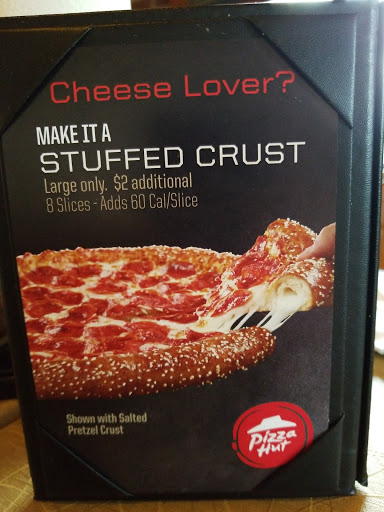 Cheese Lover?
MAKE IT A
STUFFED CRUST
Large only. $2 additional
8 Slices - Adds 60 Cal/Slice
Shown with Salted
Pretzel Crust
Pizza
Hut